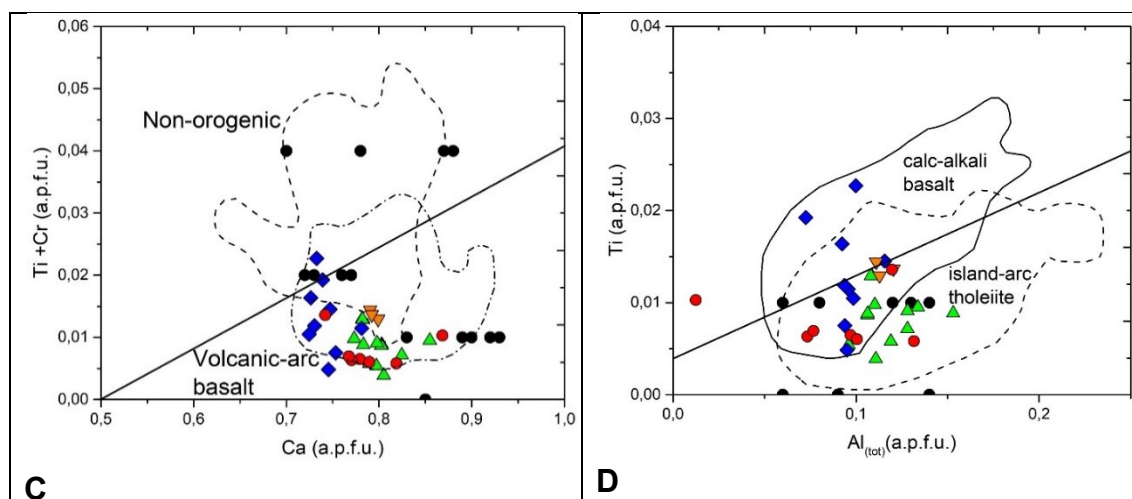 0,06
0,05
0,04
0,03
0,02
0,01
0,00
Ti +Cr (a.p.f.u.)
Non-orogenic
Volcanic-arc
basalt
0,5
0,6
0,7
0,8
0,9
1,0
Ca (a.p.f.u.)
C
0,04
0,03
0,02
0,01
0,00
Ti (a.p.f.u.)
calc-alkali
basalt
island-arc
tholeiite
0,0
0,1
0,2
Al(tot)(a.p.f.u.)
D